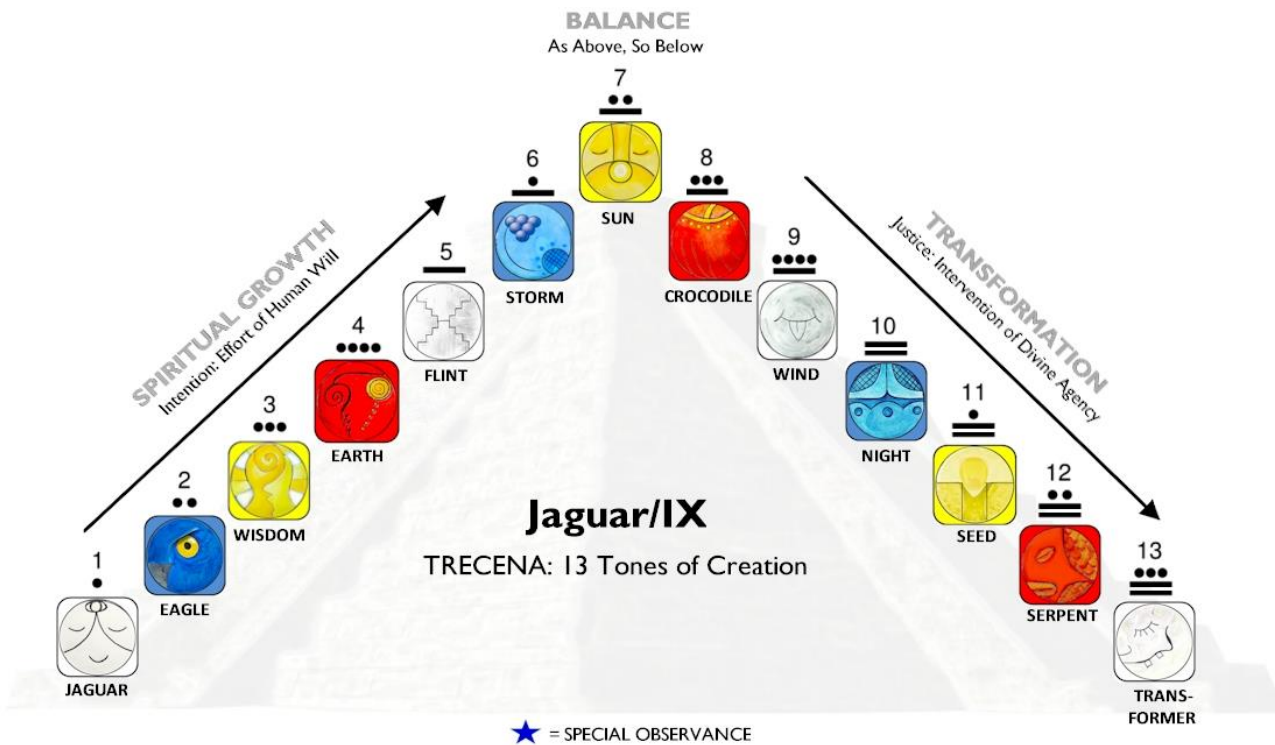 BALANCE
As Above, So Below
7
6
8
SUN
SPIRITUAL GROWTH
Intention: Effort of Human Will
TRANSFORMATION
Justice: Intervention of Divine Agency
5
STORM
CROCODILE
9
4
FLINT
WIND
10
3
EARTH
NIGHT
11
2
WISDOM
SEED
12
Jaguar/IX
TRECENA: 13 Tones of Creation
1
EAGLE
SERPENT
13
JAGUAR
TRANS-
FORMER
= SPECIAL OBSERVANCE